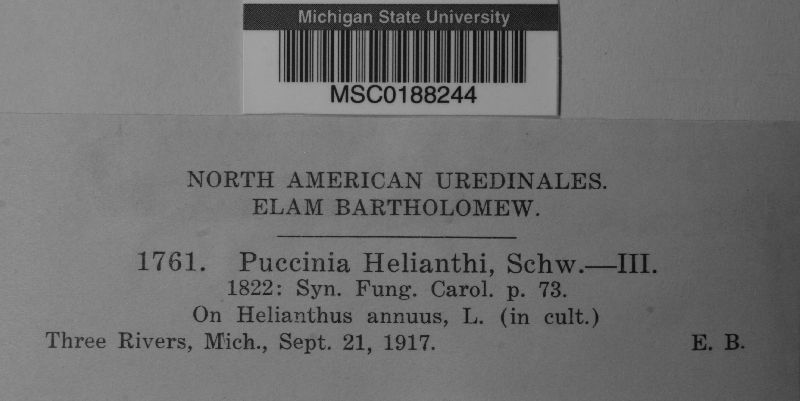 Michigan State University
MSC0188244
NORTH AMERICAN UREDINALES.
ELAM BARTHOLOMEW.
1761. Puccinia Helianthi, Schw.—III.
1822: Syn. Fung. Carol. p. 73.
On Helianthus annuus, L. (in cult.)
Three Rivers, Mich., Sept. 21, 1917. E. B.